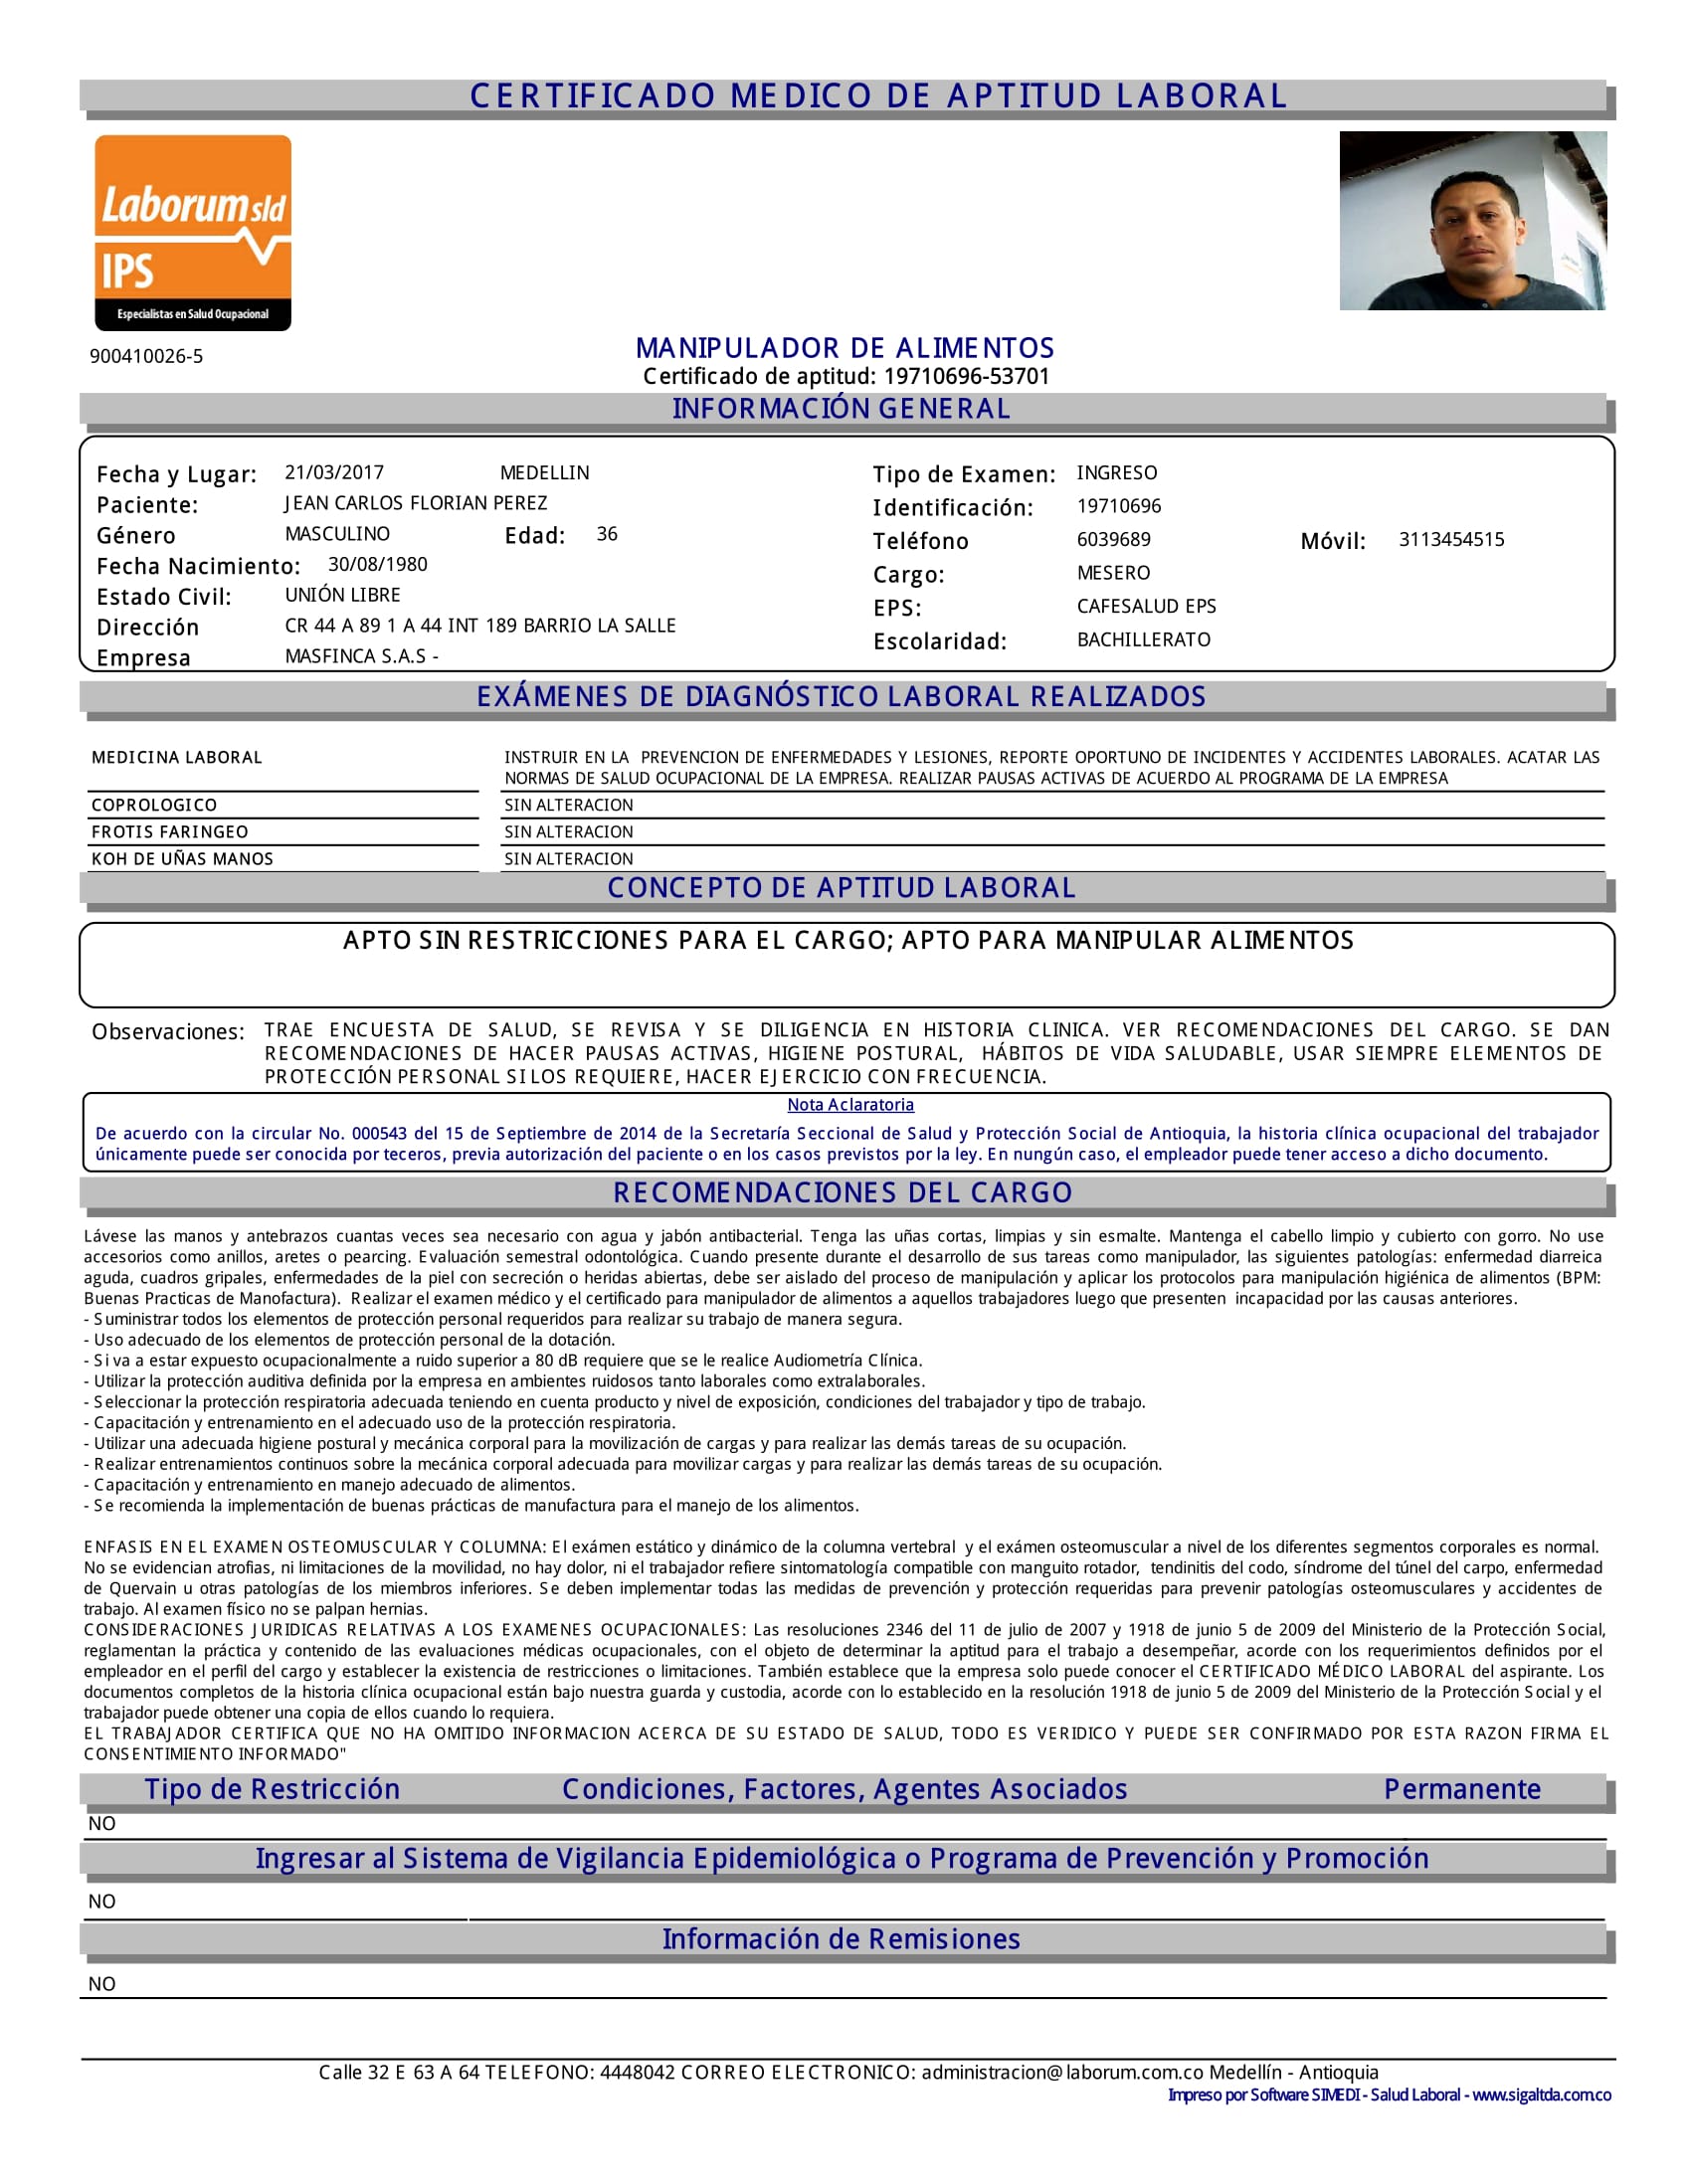 CERTIFICADO MEDICO DE APTITUD LABORAL
Laborum sld
IPS
Especialistas en Salud Ocupacional
900410026-5
MANIPULADOR DE ALIMENTOS
Certificado de aptitud: 19710696-53701
INFORMACIÓN GENERAL
Fecha y Lugar: 21/03/2017 MEDELLIN Tipo de Examen: INGRESO
Paciente: JEAN CARLOS FLORIAN PEREZ Identificación: 19710696
Género MASCULINO Edad: 36 Teléfono 6039689 Móvil: 3113454515
Fecha Nacimiento: 30/08/1980 Cargo: MESERO
Estado Civil: UNIÓN LIBRE EPS: CAFESALUD EPS
Dirección CR 44 A 89 1 A 44 INT 189 BARRIO LA SALLE Escolaridad: BACHILLERATO
Empresa MASFINCA S.A.S -
EXÁMENES DE DIAGNÓSTICO LABORAL REALIZADOS
MEDICINA LABORAL INSTRUIR EN LA PREVENCION DE ENFERMEDADES Y LESIONES, REPORTE OPORTUNO DE INCIDENTES Y ACCIDENTES LABORALES. ACATAR LAS
NORMAS DE SALUD OCUPACIONAL DE LA EMPRESA. REALIZAR PAUSAS ACTIVAS DE ACUERDO AL PROGRAMA DE LA EMPRESA
COPROLOGICO SIN ALTERACION
FROTIS FARINGEO SIN ALTERACION
KOH DE UÑAS MANOS SIN ALTERACION
CONCEPTO DE APTITUD LABORAL
APTO SIN RESTRICCIONES PARA EL CARGO; APTO PARA MANIPULAR ALIMENTOS
Observaciones: TRAE ENCUESTA DE SALUD, SE REVISA Y SE DILIGENCIA EN HISTORIA CLINICA. VER RECOMENDACIONES DEL CARGO. SE DAN
RECOMENDACIONES DE HACER PAUSAS ACTIVAS, HIGIENE POSTURAL, HÁBITOS DE VIDA SALUDABLE, USAR SIEMPRE ELEMENTOS DE
PROTECCIÓN PERSONAL SI LOS REQUIERE, HACER EJERCICIO CON FRECUENCIA.
Nota Aclaratoria
De acuerdo con la circular No. 000543 del 15 de Septiembre de 2014 de la Secretaría Seccional de Salud y Protección Social de Antioquia, la historia clínica ocupacional del trabajador
únicamente puede ser conocida por teceros, previa autorización del paciente o en los casos previstos por la ley. En nungún caso, el empleador puede tener acceso a dicho documento.
RECOMENDACIONES DEL CARGO
Lávese las manos y antebrazos cuantas veces sea necesario con agua y jabón antibacterial. Tenga las uñas cortas, limpias y sin esmalte. Mantenga el cabello limpio y cubierto con gorro. No use
accesorios como anillos, aretes o pearcing. Evaluación semestral odontológica. Cuando presente durante el desarrollo de sus tareas como manipulador, las siguientes patologías: enfermedad diarreica
aguda, cuadros gripales, enfermedades de la piel con secreción o heridas abiertas, debe ser aislado del proceso de manipulación y aplicar los protocolos para manipulación higiénica de alimentos (BPM:
Buenas Practicas de Manofactura). Realizar el examen médico y el certificado para manipulador de alimentos a aquellos trabajadores luego que presenten incapacidad por las causas anteriores.
- Suministrar todos los elementos de protección personal requeridos para realizar su trabajo de manera segura.
- Uso adecuado de los elementos de protección personal de la dotación.
- Si va a estar expuesto ocupacionalmente a ruido superior a 80 dB requiere que se le realice Audiometría Clínica.
- Utilizar la protección auditiva definida por la empresa en ambientes ruidosos tanto laborales como extralaborales.
- Seleccionar la protección respiratoria adecuada teniendo en cuenta producto y nivel de exposición, condiciones del trabajador y tipo de trabajo.
- Capacitación y entrenamiento en el adecuado uso de la protección respiratoria.
- Utilizar una adecuada higiene postural y mecánica corporal para la movilización de cargas y para realizar las demás tareas de su ocupación.
- Realizar entrenamientos continuos sobre la mecánica corporal adecuada para movilizar cargas y para realizar las demás tareas de su ocupación.
- Capacitación y entrenamiento en manejo adecuado de alimentos.
- Se recomienda la implementación de buenas prácticas de manufactura para el manejo de los alimentos.
ENFASIS EN EL EXAMEN OSTEOMUSCULAR Y COLUMNA: El exámen estático y dinámico de la columna vertebral y el exámen osteomuscular a nivel de los diferentes segmentos corporales es normal.
No se evidencian atrofias, ni limitaciones de la movilidad, no hay dolor, ni el trabajador refiere sintomatología compatible con manguito rotador, tendinitis del codo, síndrome del túnel del carpo, enfermedad
de Quervain u otras patologías de los miembros inferiores. Se deben implementar todas las medidas de prevención y protección requeridas para prevenir patologías osteomusculares y accidentes de
trabajo. Al examen físico no se palpan hernias.
CONSIDERACIONES JURIDICAS RELATIVAS A LOS EXAMENES OCUPACIONALES: Las resoluciones 2346 del 11 de julio de 2007 y 1918 de junio 5 de 2009 del Ministerio de la Protección Social,
reglamentan la práctica y contenido de las evaluaciones médicas ocupacionales, con el objeto de determinar la aptitud para el trabajo a desempeñar, acorde con los requerimientos definidos por el
empleador en el perfil del cargo y establecer la existencia de restricciones o limitaciones. También establece que la empresa solo puede conocer el CERTIFICADO MÉDICO LABORAL del aspirante. Los
documentos completos de la historia clínica ocupacional están bajo nuestra guarda y custodia, acorde con lo establecido en la resolución 1918 de junio 5 de 2009 del Ministerio de la Protección Social y el
trabajador puede obtener una copia de ellos cuando lo requiera.
EL TRABAJADOR CERTIFICA QUE NO HA OMITIDO INFORMACION ACERCA DE SU ESTADO DE SALUD, TODO ES VERIDICO Y PUEDE SER CONFIRMADO POR ESTA RAZON FIRMA EL
CONSENTIMIENTO INFORMADO"
Tipo de Restricción Condiciones, Factores, Agentes Asociados Permanente
NO
Ingresar al Sistema de Vigilancia Epidemiológica o Programa de Prevención y Promoción
NO
Información de Remisiones
NO
Calle 32 E 63 A 64 TELEFONO: 4448042 CORREO ELECTRONICO: administracion@laborum.com.co Medellín - Antioquia
Impreso por Software SIMEDI - Salud Laboral - www.sigaltda.com.co